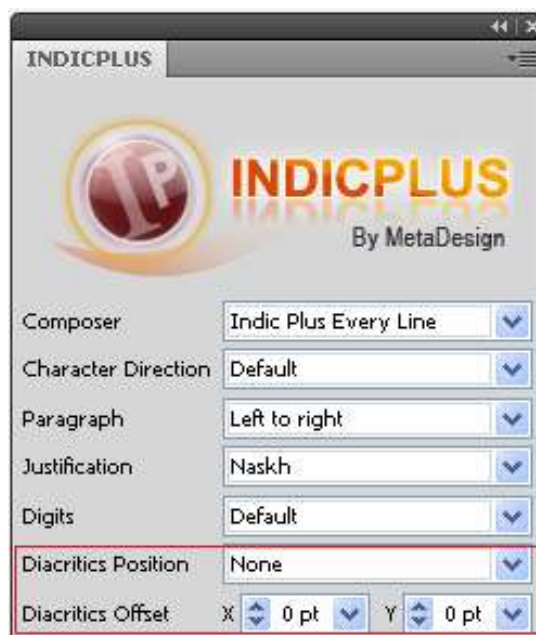 INDICPLUS
IP INDICPLUS
By MetaDesign
Composer Indic Plus Every Line
Character Direction Default
Paragraph Left to right
Justification Naskh
Digits Default
Diacritics Position None
Diacritics Offset X 0 pt Y 0 pt